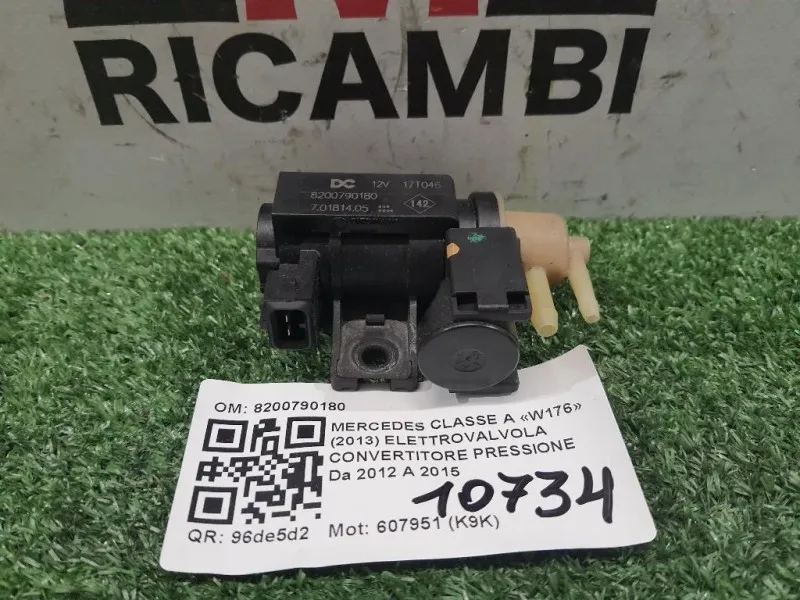 RICAMBI
DC 12V 17T046
8200790180
7.01814.05 142
OM: 8200790180
MERCEDES CLASSE A «W176»
(2013) ELETTROVALVOLA
CONVERTITORE PRESSIONE
Da 2012 A 2015
10734
QR: 96de5d2 Mot: 607951 (K9K)